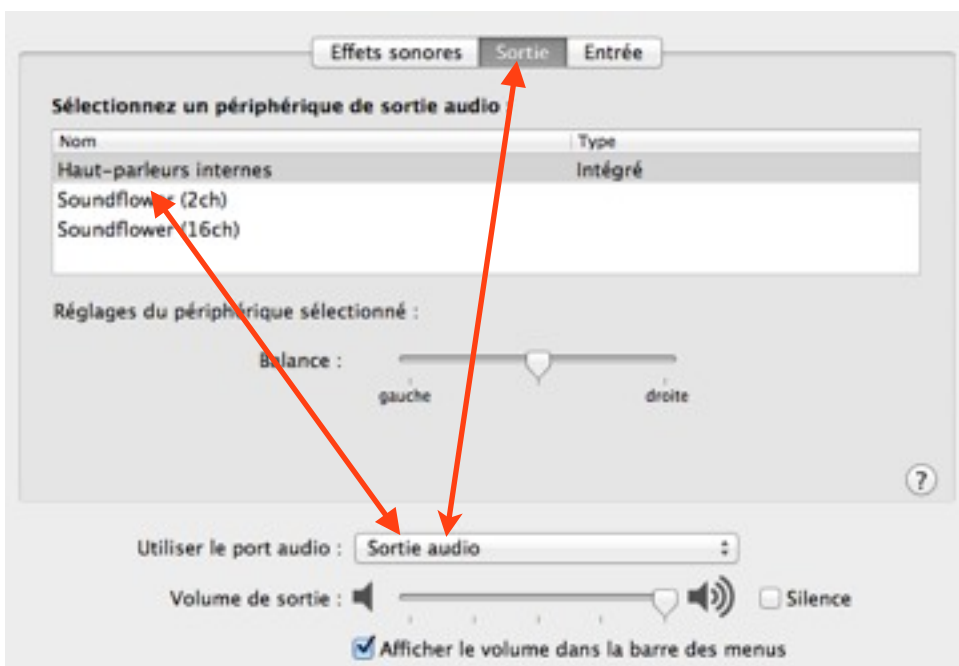 Effets sonores Sortie Entrée
Sélectionnez un périphérique de sortie audio :
Nom Type
Haut-parleurs internes Intégré
Soundflower (2ch)
Soundflower (16ch)
Réglages du périphérique sélectionné :
Balance :
gauche droite
?
Utiliser le port audio : Sortie audio
Volume de sortie : Silence
Afficher le volume dans la barre des menus